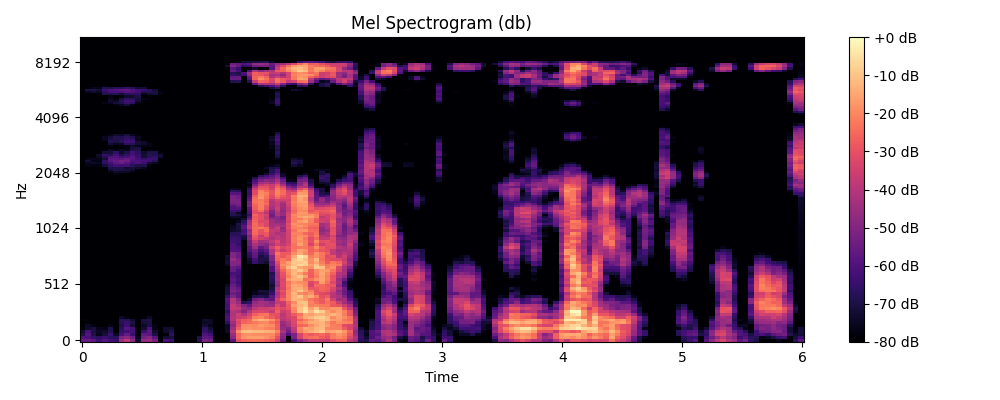 Mel Spectrogram (db)
Hz
8192
4096
2048
1024
512
0
0 1 2 3 4 5 6
Time
+0 dB
-10 dB
-20 dB
-30 dB
-40 dB
-50 dB
-60 dB
-70 dB
-80 dB